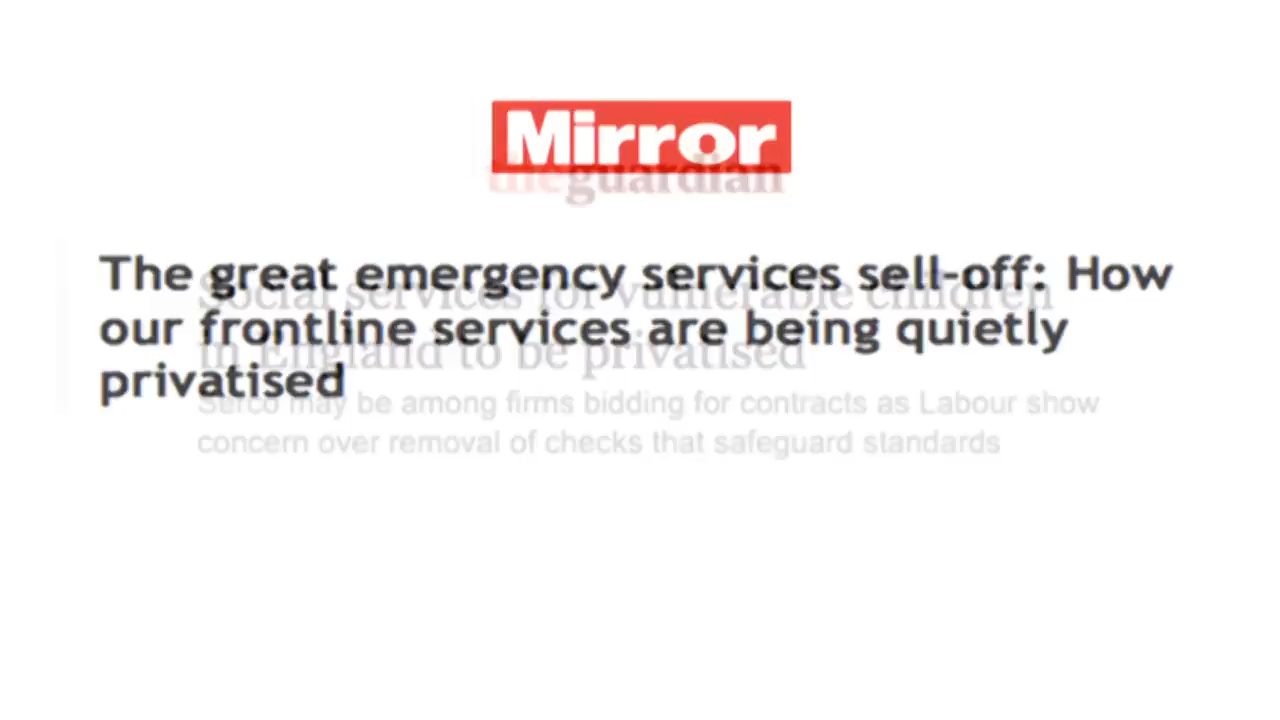 Mirror
theguardian
The great emergency services sell-off: How
our frontline services are being quietly
privatised
Social services for vulnerable children
in England to be privatised
Serco may be among firms bidding for contracts as Labour show
concern over removal of checks that safeguard standards